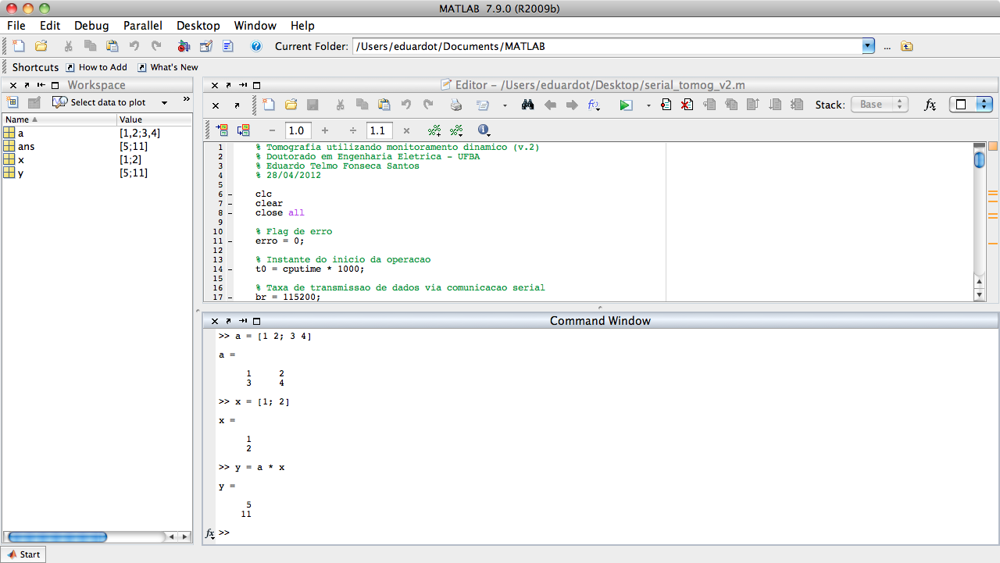 MATLAB 7.9.0 (R2009b)
File Edit Debug Parallel Desktop Window Help
Current Folder: /Users/eduardot/Documents/MATLAB ...
Shortcuts How to Add What's New
Workspace
Select data to plot »
Name Value
a [1,2;3,4]
ans [5;11]
x [1;2]
y [5;11]
Editor – /Users/eduardot/Desktop/serial_tomog_v2.m
Stack: Base fx
− 1.0 + ÷ 1.1 ×
1 % Tomografia utilizando monitoramento dinamico (v.2)
2 % Doutorado em Engenharia Eletrica - UFBA
3 % Eduardo Telmo Fonseca Santos
4 % 28/04/2012
5
6 - clc
7 - clear
8 - close all
9
10 % Flag de erro
11 - erro = 0;
12
13 % Instante do inicio da operacao
14 - t0 = cputime * 1000;
15
16 % Taxa de transmissao de dados via comunicacao serial
17 - br = 115200;
Command Window
>> a = [1 2; 3 4]
a =
1 2
3 4
>> x = [1; 2]
x =
1
2
>> y = a * x
y =
5
11
fx >>
Start